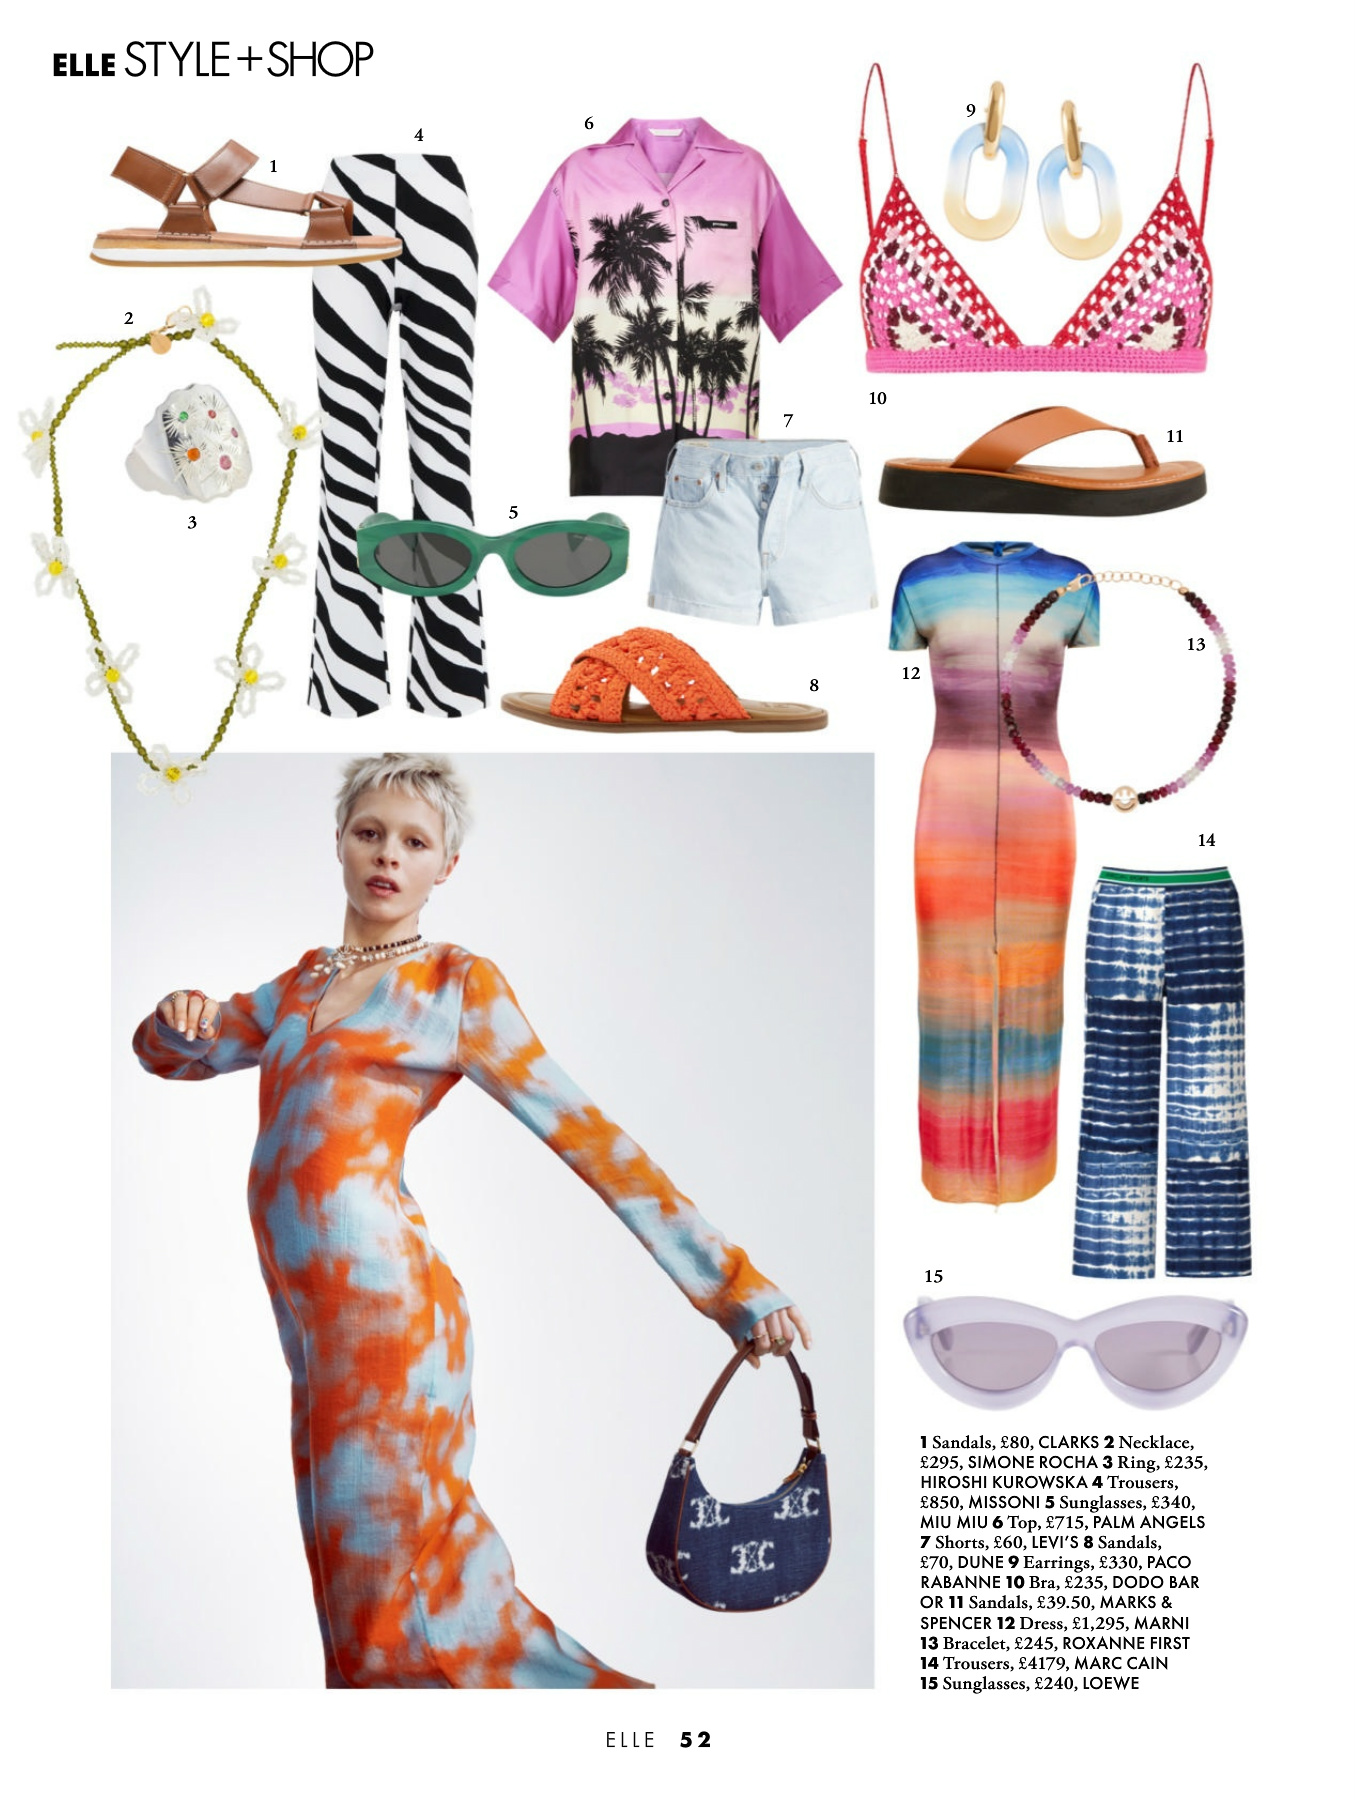 ELLE STYLE+SHOP
1
4
6
9
2
3
5
7
10
11
8
12
13
14
15
1 Sandals, £80, CLARKS 2 Necklace,
£295, SIMONE ROCHA 3 Ring, £235,
HIROSHI KUROWSKA 4 Trousers,
£850, MISSONI 5 Sunglasses, £340,
MIU MIU 6 Top, £715, PALM ANGELS
7 Shorts, £60, LEVI'S 8 Sandals,
£70, DUNE 9 Earrings, £330, PACO
RABANNE 10 Bra, £235, DODO BAR
OR 11 Sandals, £39.50, MARKS &
SPENCER 12 Dress, £1,295, MARNI
13 Bracelet, £245, ROXANNE FIRST
14 Trousers, £4179, MARC CAIN
15 Sunglasses, £240, LOEWE
ELLE 52